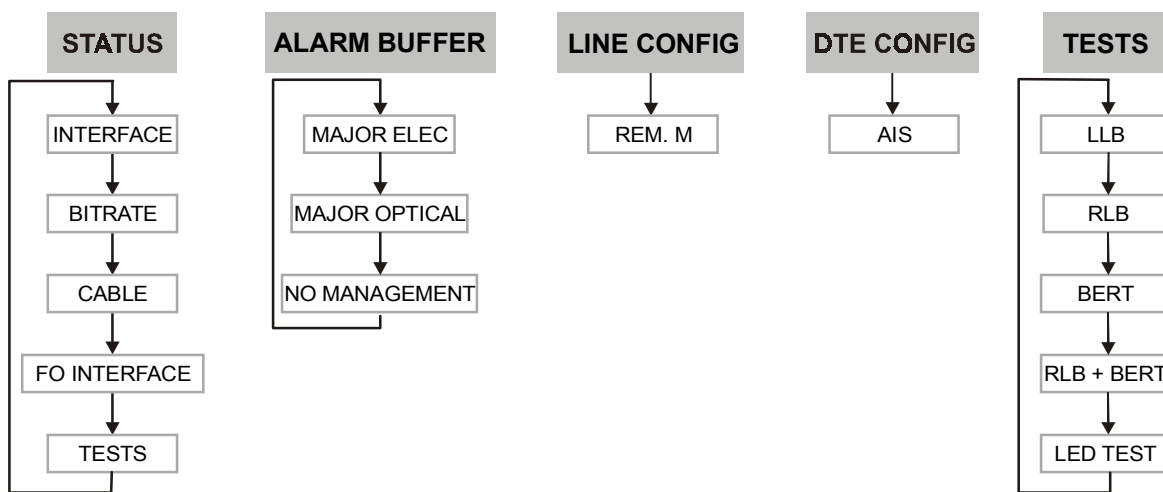 STATUS
INTERFACE
BITRATE
CABLE
FO INTERFACE
TESTS
ALARM BUFFER
MAJOR ELEC
MAJOR OPTICAL
NO MANAGEMENT
LINE CONFIG
REM. M
DTE CONFIG
AIS
TESTS
LLB
RLB
BERT
RLB + BERT
LED TEST